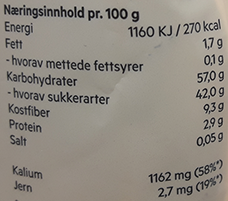 Næringsinnhold pr. 100 g
Energi 1160 KJ / 270 kcal
Fett 1,7 g
- hvorav mettede fettsyrer 0,1 g
Karbohydrater 57,0 g
- hvorav sukkerarter 42,0 g
Kostfiber 9,3 g
Protein 2,9 g
Salt 0,05 g
Kalium 1162 mg (58%*)
Jern 2,7 mg (19%*)